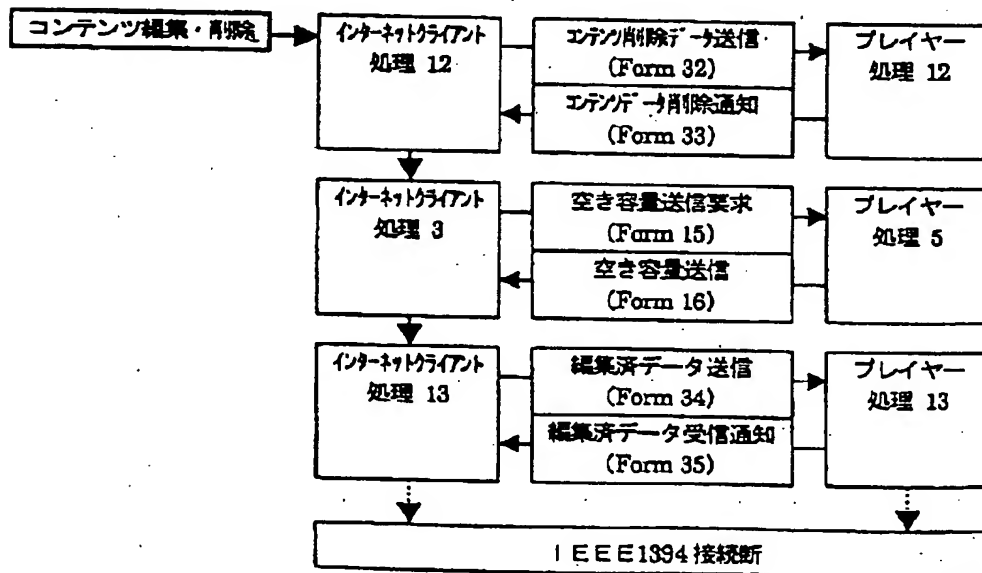 コンテンツ編集・削除
インターネットクライアント
処理 12
コンテンツ削除データ送信
(Form 32)
コンテンツデータ削除通知
(Form 33)
プレイヤー
処理 12
インターネットクライアント
処理 3
空き容量送信要求
(Form 15)
空き容量送信
(Form 16)
プレイヤー
処理 5
インターネットクライアント
処理 13
編集済データ送信
(Form 34)
編集済データ受信通知
(Form 35)
プレイヤー
処理 13
IEEE1394接続断